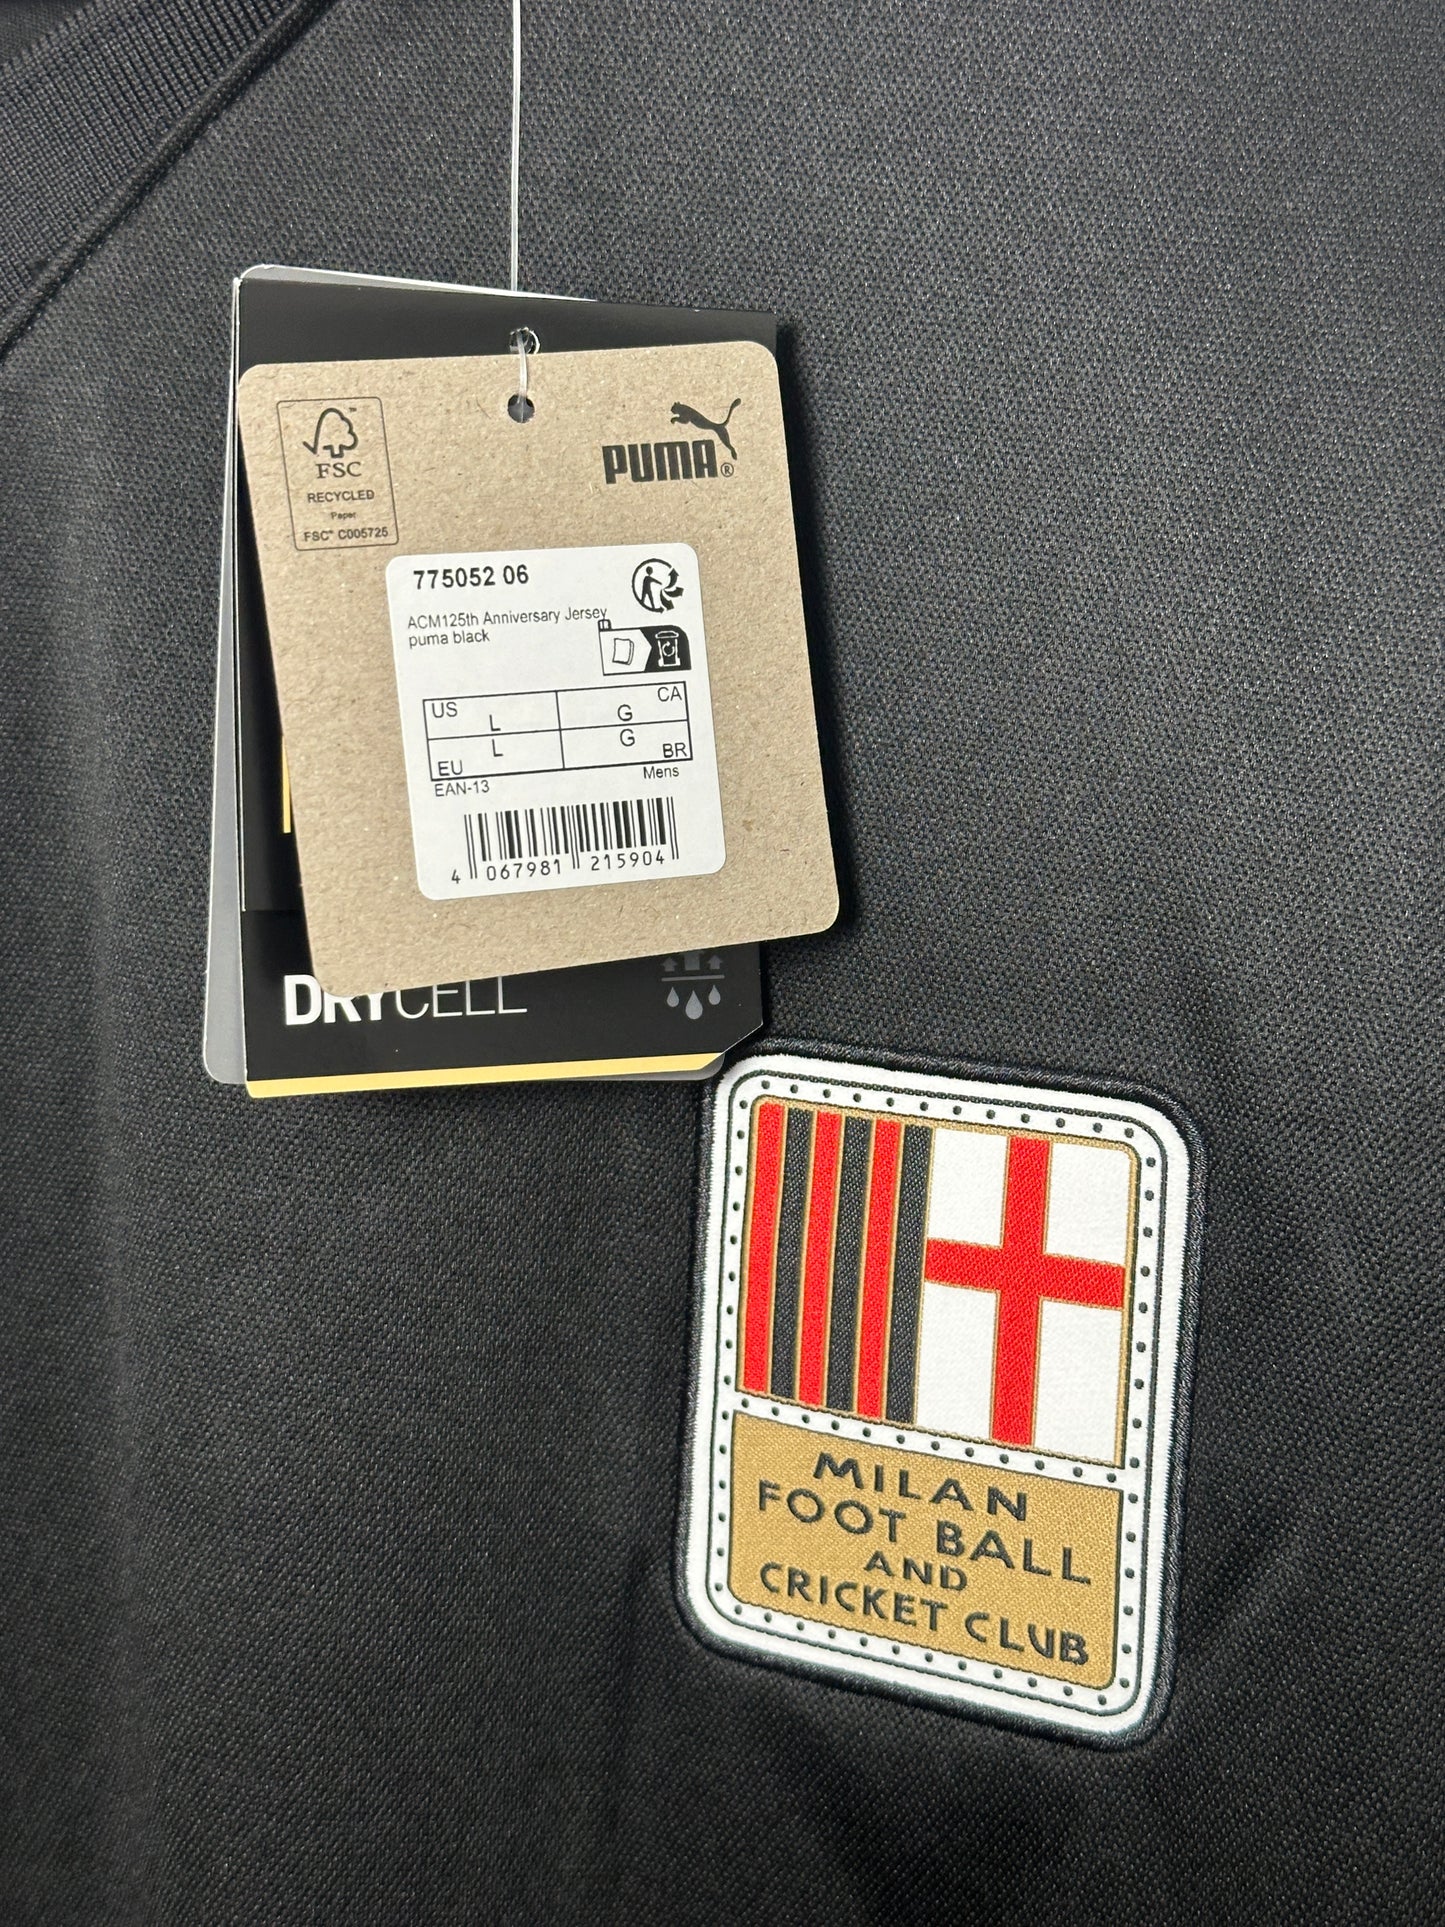 FSC
RECYCLED
Paper
FSC® C005725
PUMA®
775052 06
ACM125th Anniversary Jersey
puma black
US L G CA
EU L G BR
EAN-13 Mens
4 067981 215904
DRYCELL
MILAN
FOOT BALL
AND
CRICKET CLUB